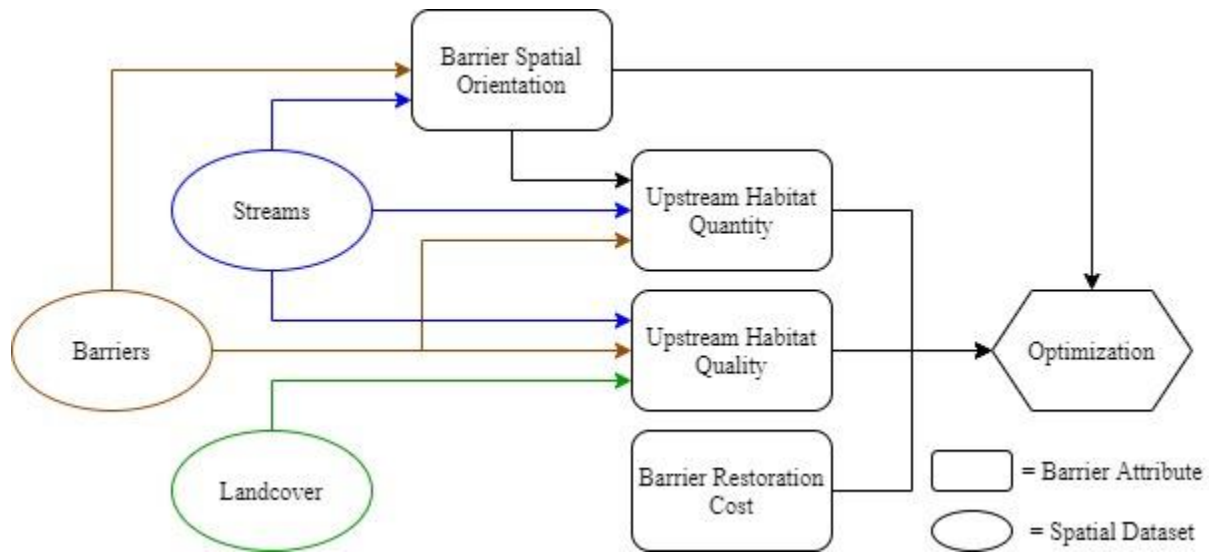 Barrier Spatial
Orientation
Streams
Upstream Habitat
Quantity
Barriers
Upstream Habitat
Quality
Optimization
Landcover
Barrier Restoration
Cost
= Barrier Attribute
= Spatial Dataset